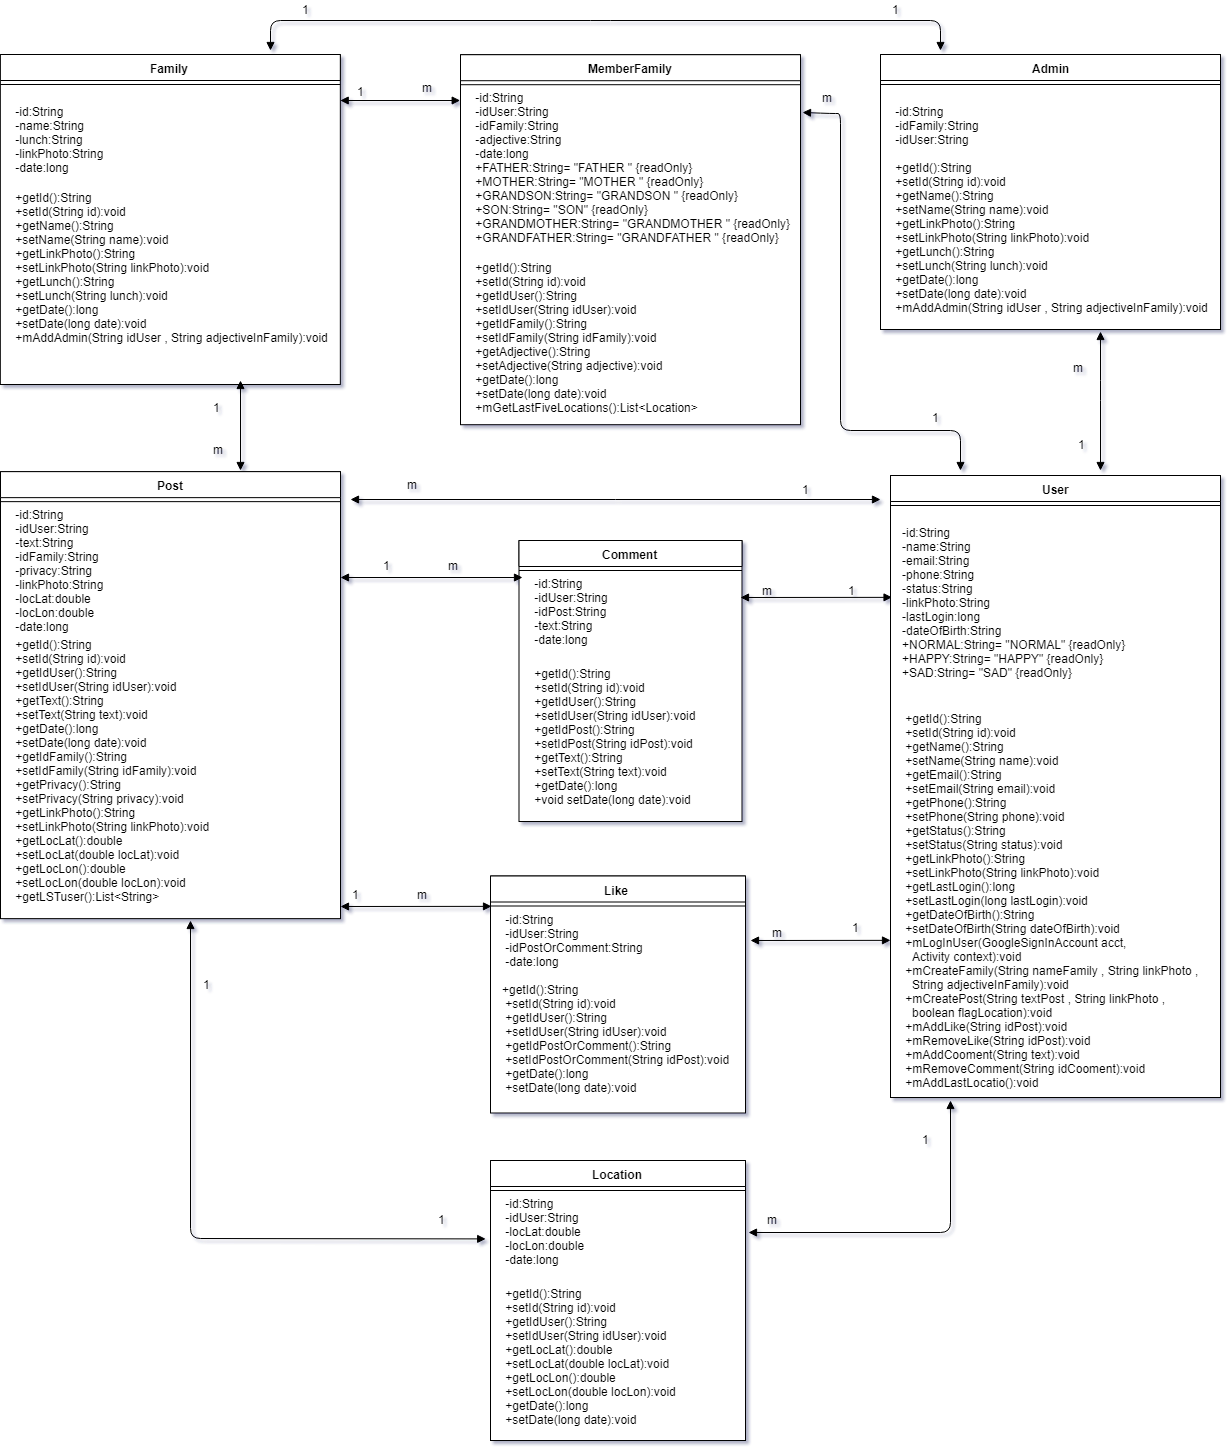 1
1
Family
-id:String
-name:String
-lunch:String
-linkPhoto:String
-date:long
+getId():String
+setId(String id):void
+getName():String
+setName(String name):void
+getLinkPhoto():String
+setLinkPhoto(String linkPhoto):void
+getLunch():String
+setLunch(String lunch):void
+getDate():long
+setDate(long date):void
+mAddAdmin(String idUser , String adjectiveInFamily):void
1
m
MemberFamily
-id:String
-idUser:String
-idFamily:String
-adjective:String
-date:long
+FATHER:String= "FATHER " {readOnly}
+MOTHER:String= "MOTHER " {readOnly}
+GRANDSON:String= "GRANDSON " {readOnly}
+SON:String= "SON" {readOnly}
+GRANDMOTHER:String= "GRANDMOTHER " {readOnly}
+GRANDFATHER:String= "GRANDFATHER " {readOnly}
+getId():String
+setId(String id):void
+getIdUser():String
+setIdUser(String idUser):void
+getIdFamily():String
+setIdFamily(String idFamily):void
+getAdjective():String
+setAdjective(String adjective):void
+getDate():long
+setDate(long date):void
+mGetLastFiveLocations():List<Location>
m
1
Admin
-id:String
-idFamily:String
-idUser:String
+getId():String
+setId(String id):void
+getName():String
+setName(String name):void
+getLinkPhoto():String
+setLinkPhoto(String linkPhoto):void
+getLunch():String
+setLunch(String lunch):void
+getDate():long
+setDate(long date):void
+mAddAdmin(String idUser , String adjectiveInFamily):void
m
1
1
m
Post
-id:String
-idUser:String
-text:String
-idFamily:String
-privacy:String
-linkPhoto:String
-locLat:double
-locLon:double
-date:long
+getId():String
+setId(String id):void
+getIdUser():String
+setIdUser(String idUser):void
+getText():String
+setText(String text):void
+getDate():long
+setDate(long date):void
+getIdFamily():String
+setIdFamily(String idFamily):void
+getPrivacy():String
+setPrivacy(String privacy):void
+getLinkPhoto():String
+setLinkPhoto(String linkPhoto):void
+getLocLat():double
+setLocLat(double locLat):void
+getLocLon():double
+setLocLon(double locLon):void
+getLSTuser():List<String>
m
1
1
m
Comment
-id:String
-idUser:String
-idPost:String
-text:String
-date:long
+getId():String
+setId(String id):void
+getIdUser():String
+setIdUser(String idUser):void
+getIdPost():String
+setIdPost(String idPost):void
+getText():String
+setText(String text):void
+getDate():long
+void setDate(long date):void
m
1
User
-id:String
-name:String
-email:String
-phone:String
-status:String
-linkPhoto:String
-lastLogin:long
-dateOfBirth:String
+NORMAL:String= "NORMAL" {readOnly}
+HAPPY:String= "HAPPY" {readOnly}
+SAD:String= "SAD" {readOnly}
+getId():String
+setId(String id):void
+getName():String
+setName(String name):void
+getEmail():String
+setEmail(String email):void
+getPhone():String
+setPhone(String phone):void
+getStatus():String
+setStatus(String status):void
+getLinkPhoto():String
+setLinkPhoto(String linkPhoto):void
+getLastLogin():long
+setLastLogin(long lastLogin):void
+getDateOfBirth():String
+setDateOfBirth(String dateOfBirth):void
+mLogInUser(GoogleSignInAccount acct,
Activity context):void
+mCreateFamily(String nameFamily , String linkPhoto ,
String adjectiveInFamily):void
+mCreatePost(String textPost , String linkPhoto ,
boolean flagLocation):void
+mAddLike(String idPost):void
+mRemoveLike(String idPost):void
+mAddCooment(String text):void
+mRemoveComment(String idCooment):void
+mAddLastLocatio():void
1
m
Like
-id:String
-idUser:String
-idPostOrComment:String
-date:long
+getId():String
+setId(String id):void
+getIdUser():String
+setIdUser(String idUser):void
+getIdPostOrComment():String
+setIdPostOrComment(String idPost):void
+getDate():long
+setDate(long date):void
m
1
1
1
Location
-id:String
-idUser:String
-locLat:double
-locLon:double
-date:long
+getId():String
+setId(String id):void
+getIdUser():String
+setIdUser(String idUser):void
+getLocLat():double
+setLocLat(double locLat):void
+getLocLon():double
+setLocLon(double locLon):void
+getDate():long
+setDate(long date):void
m
1